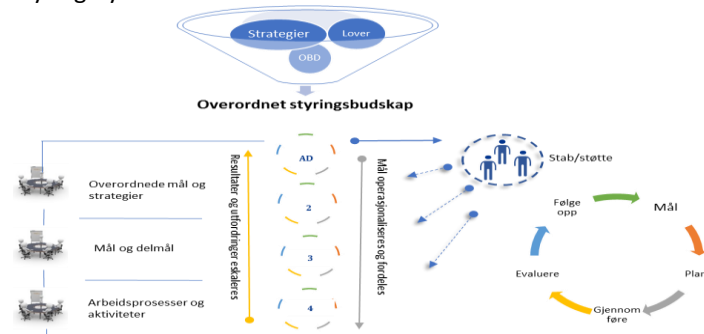 Strategier
Lover
OBD
Overordnet styringsbudskap
AD
Stab/støtte
Resultater og utfordringer eskaleres
Mål operasjonaliseres og fordeles
Overordnede mål og
strategier
2
Følge
opp
Mål
Mål og delmål
3
Evaluere
Plan
Arbeidsprosesser og
aktiviteter
4
Gjennom
føre